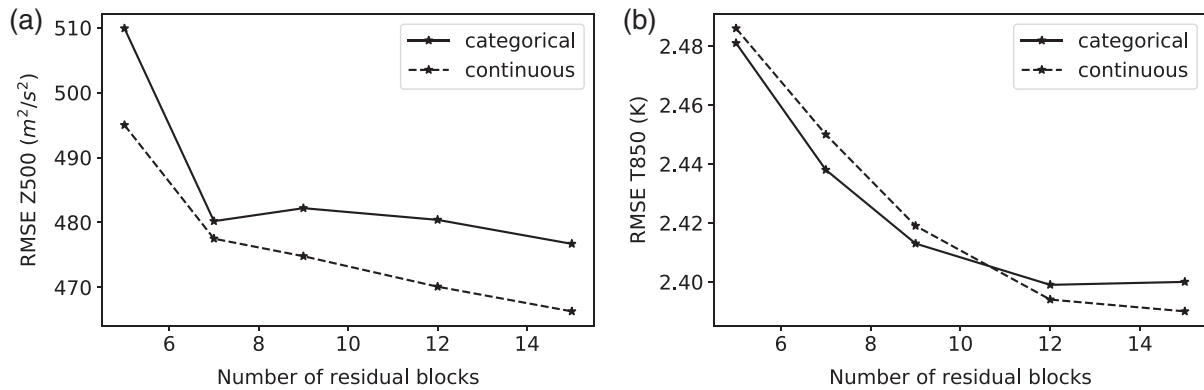 (a)
510
500
490
480
470
RMSE Z500 (m²/s²)
categorical
continuous
6 8 10 12 14
Number of residual blocks
(b)
2.48
2.46
2.44
2.42
2.40
RMSE T850 (K)
categorical
continuous
6 8 10 12 14
Number of residual blocks